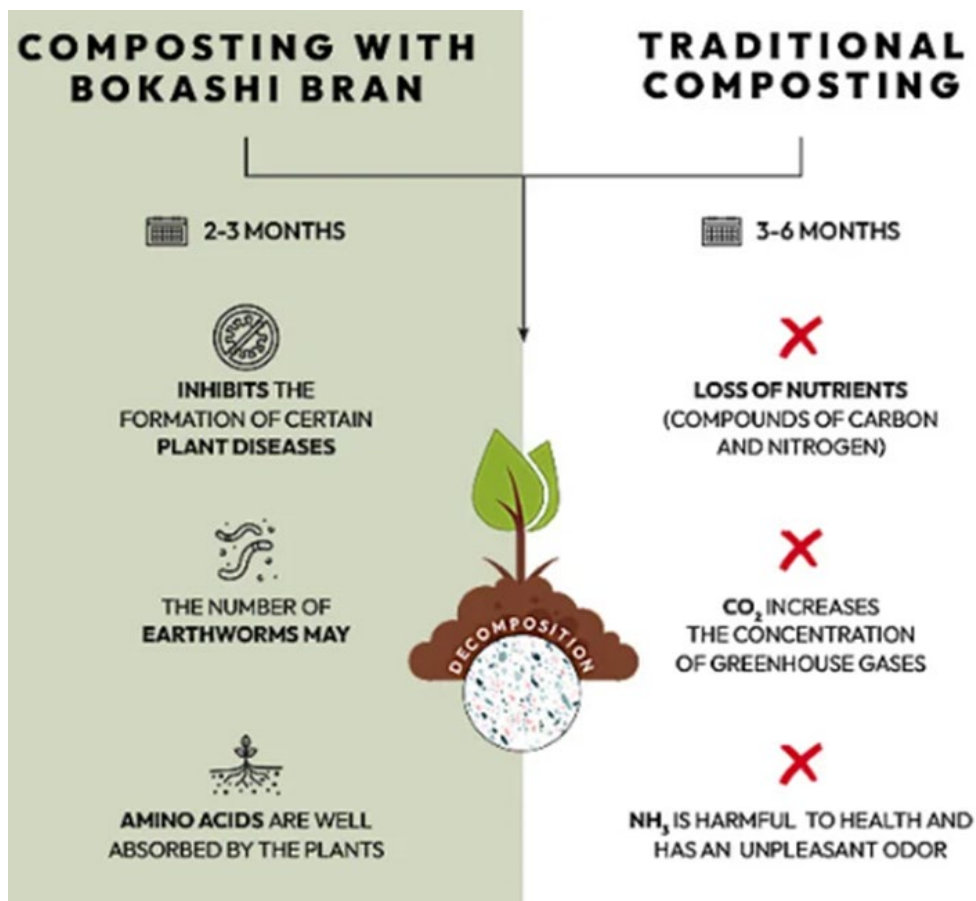 COMPOSTING WITH
BOKASHI BRAN
2-3 MONTHS
INHIBITS THE
FORMATION OF CERTAIN
PLANT DISEASES
THE NUMBER OF
EARTHWORMS MAY
AMINO ACIDS ARE WELL
ABSORBED BY THE PLANTS
DECOMPOSITION
TRADITIONAL
COMPOSTING
3-6 MONTHS
LOSS OF NUTRIENTS
(COMPOUNDS OF CARBON
AND NITROGEN)
CO₂ INCREASES
THE CONCENTRATION
OF GREENHOUSE GASES
NH₃ IS HARMFUL TO HEALTH AND
HAS AN UNPLEASANT ODOR